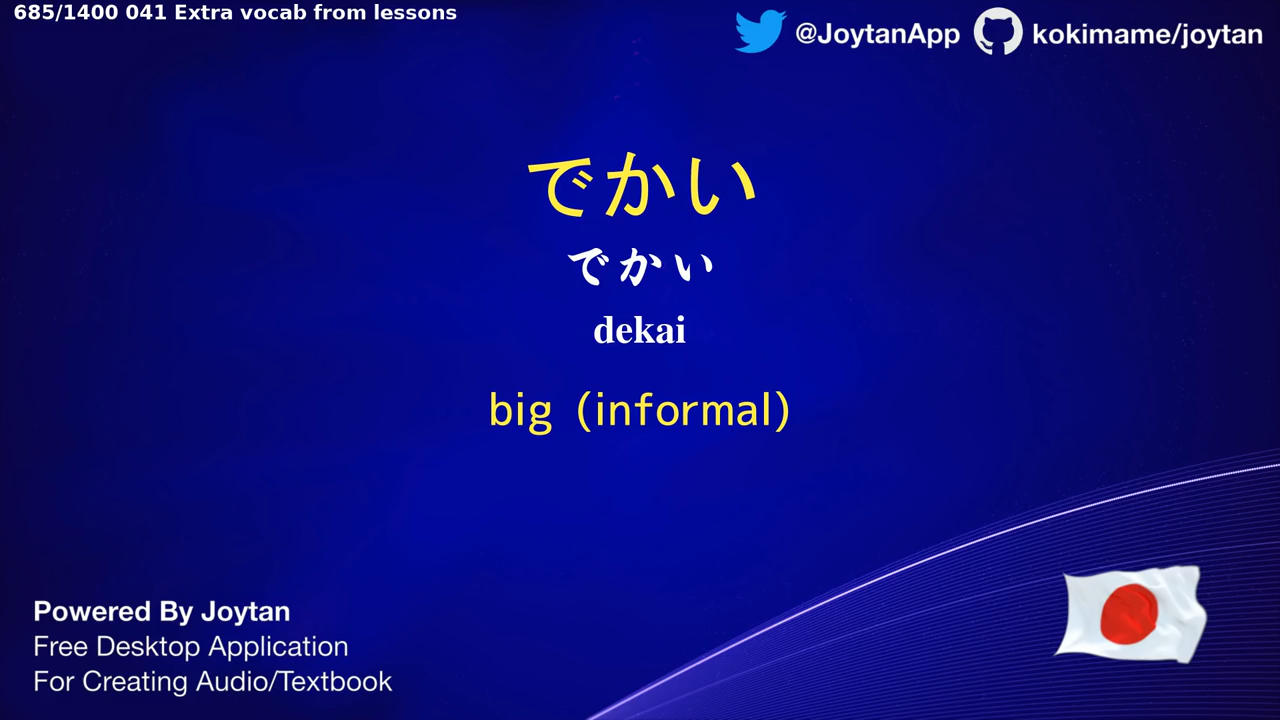 685/1400 041 Extra vocab from lessons
@JoytanApp kokimame/joytan
でかい
でかい
dekai
big (informal)
Powered By Joytan
Free Desktop Application
For Creating Audio/Textbook